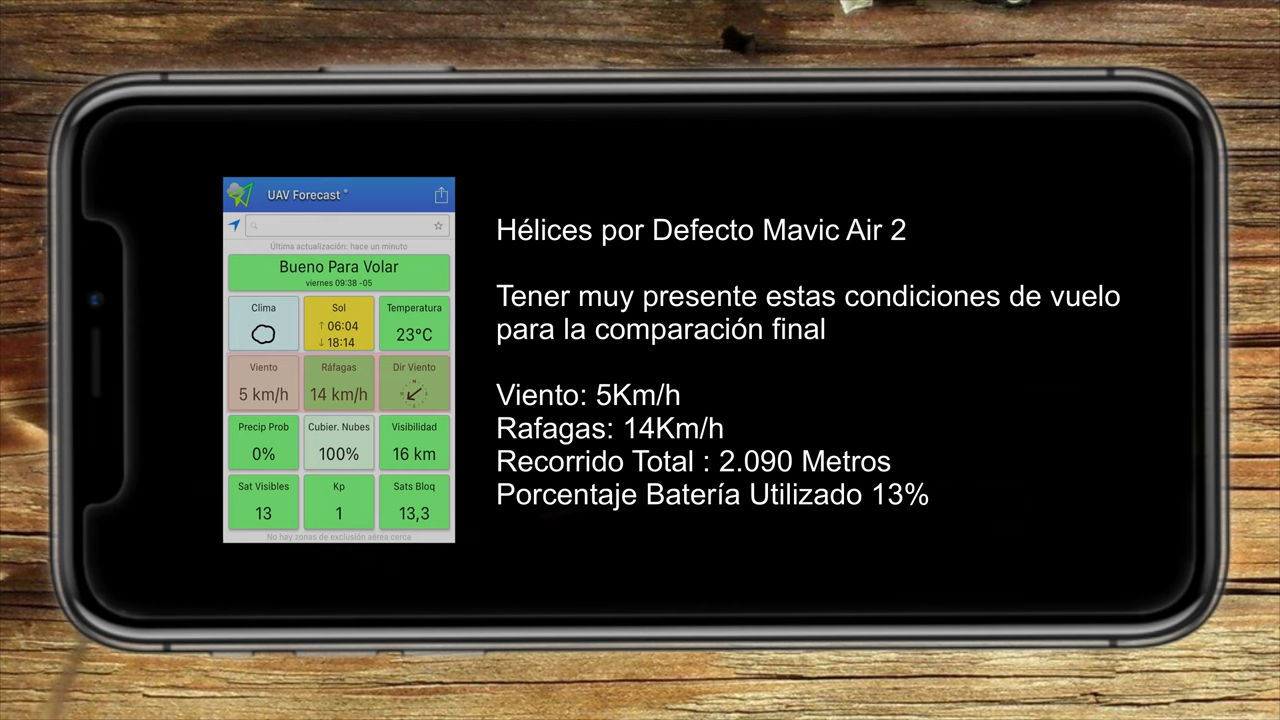 UAV Forecast
Última actualización: hace un minuto
Bueno Para Volar
viernes 09:38 -05
Clima
Sol
Temperatura
↑ 06:04
↓ 18:14
23°C
Viento
Ráfagas
Dir Viento
5 km/h
14 km/h
N
Precip Prob
Cubier. Nubes
Visibilidad
0%
100%
16 km
Sat Visibles
Kp
Sats Bloq
13
1
13,3
No hay zonas de exclusión aérea cerca
Hélices por Defecto Mavic Air 2
Tener muy presente estas condiciones de vuelo
para la comparación final
Viento: 5Km/h
Rafagas: 14Km/h
Recorrido Total : 2.090 Metros
Porcentaje Batería Utilizado 13%